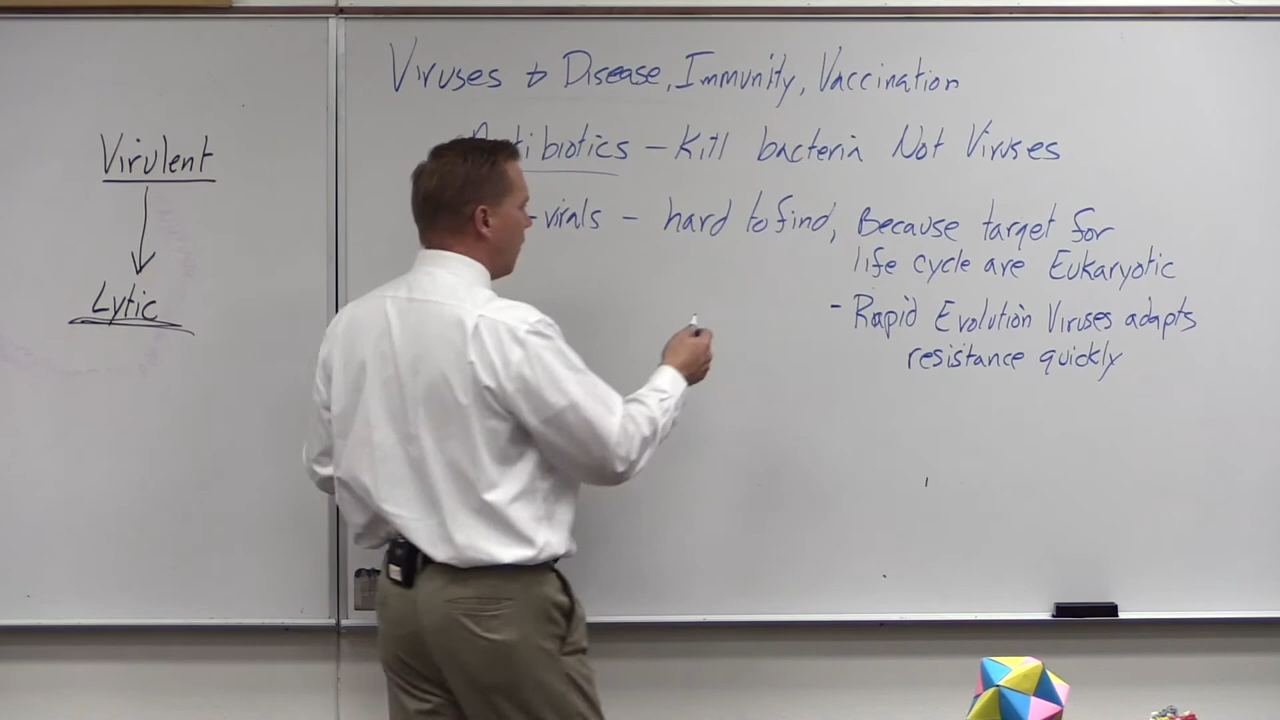 Virulent
Lytic
Viruses & Disease, Immunity, Vaccination
Antibiotics - Kill bacteria Not Viruses
-virals - hard to find, Because target for
life cycle are Eukaryotic
- Rapid Evolution Viruses adapts
resistance quickly